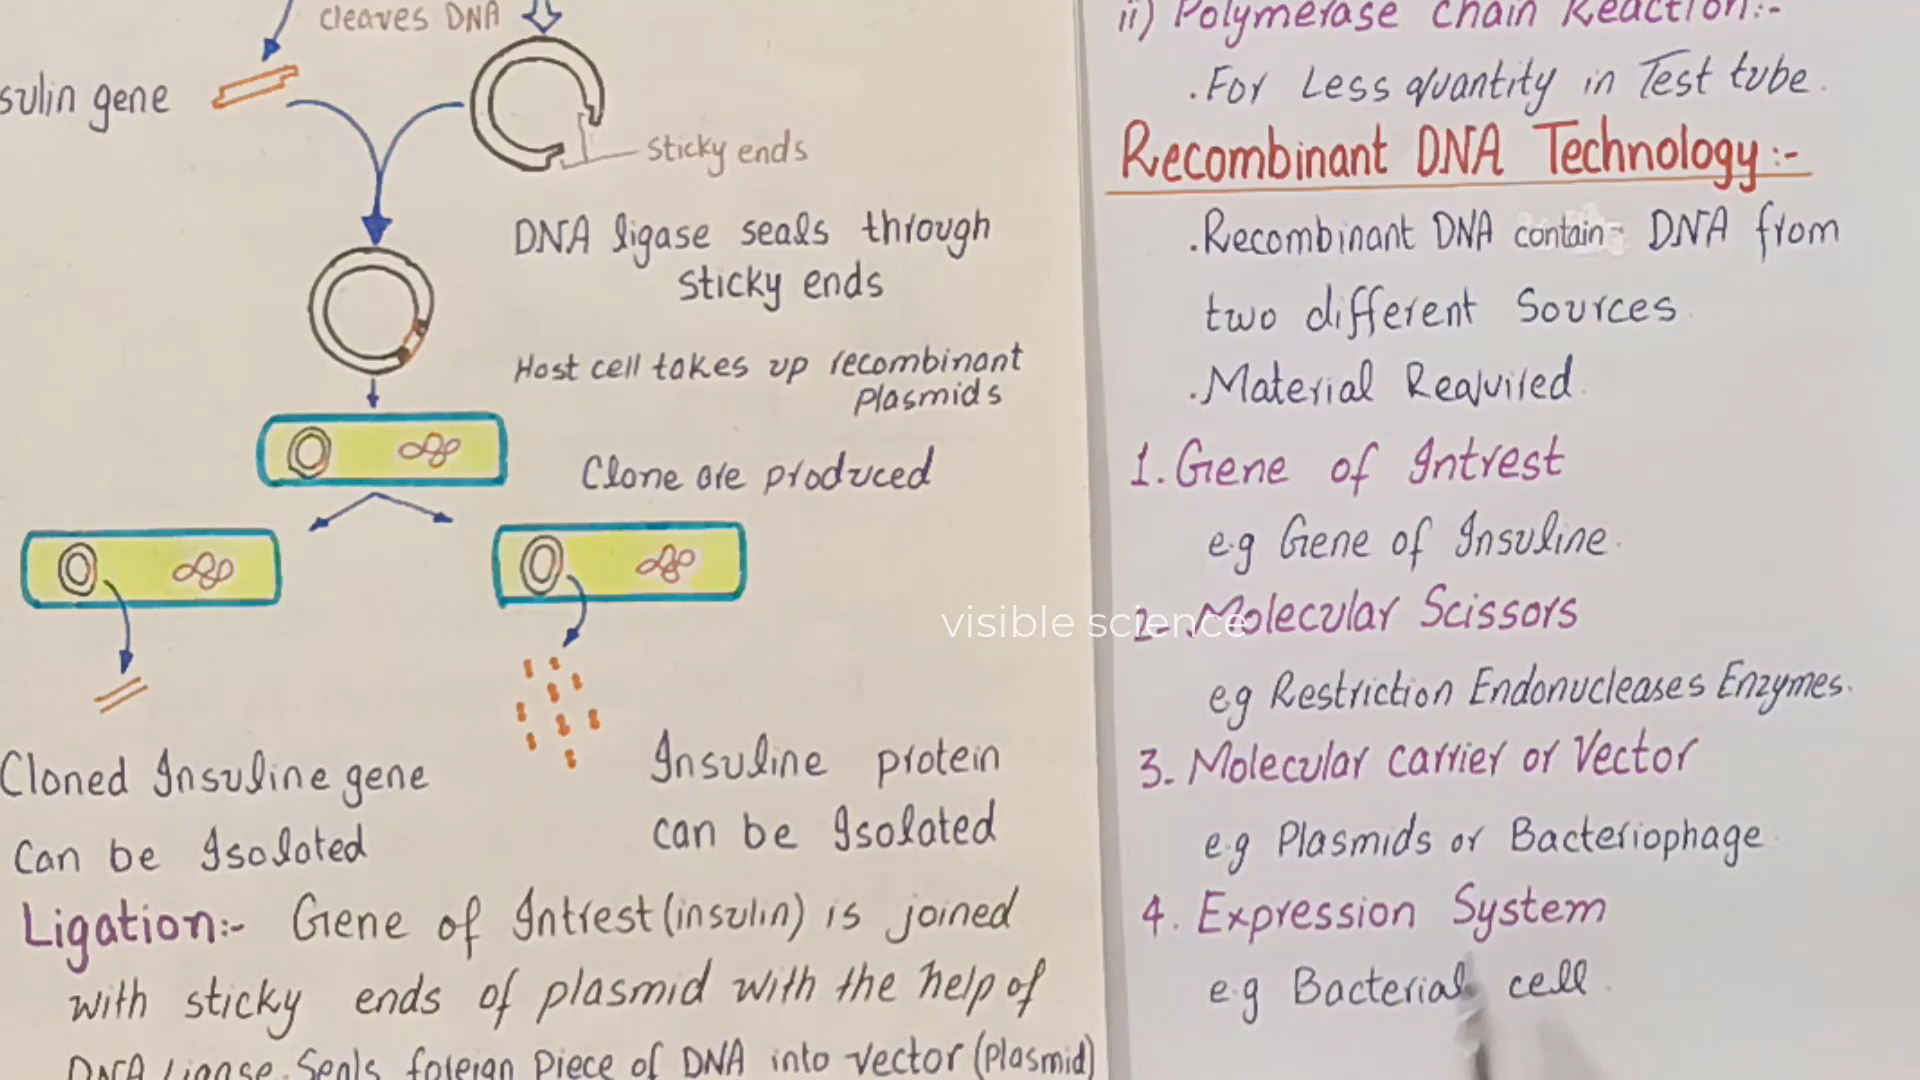 cleaves DNA
sulin gene
sticky ends
DNA ligase seals through
sticky ends
Host cell takes up recombinant
plasmids
Clone are produced
Cloned Insuline gene
Can be Isolated
Insuline protein
can be Isolated
Ligation:- Gene of Intrest (insulin) is joined
with sticky ends of plasmid with the help of
DNA Ligase. Seals foreign Piece of DNA into vector (Plasmid)
ii) Polymerase Chain Reaction:-
.For Less quantity in Test tube.
Recombinant DNA Technology:-
.Recombinant DNA contain DNA from
two different Sources.
.Material Required.
1. Gene of Intrest
e.g Gene of Insuline.
2- Molecular Scissors
eg Restriction Endonucleases Enzymes.
3- Molecular carrier or Vector
e.g Plasmids or Bacteriophage.
4. Expression System
e.g Bacterial cell.
visible science